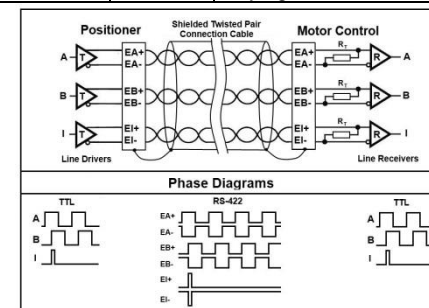 Positioner
Shielded Twisted Pair
Connection Cable
Motor Control
A T EA+ EA- EA+ EA- RT R A
B T EB+ EB- EB+ EB- RT R B
I T EI+ EI- EI+ EI- RT R I
Line Drivers
Line Receivers
Phase Diagrams
TTL
RS-422
TTL
A
B
I
EA+
EA-
EB+
EB-
EI+
EI-
A
B
I